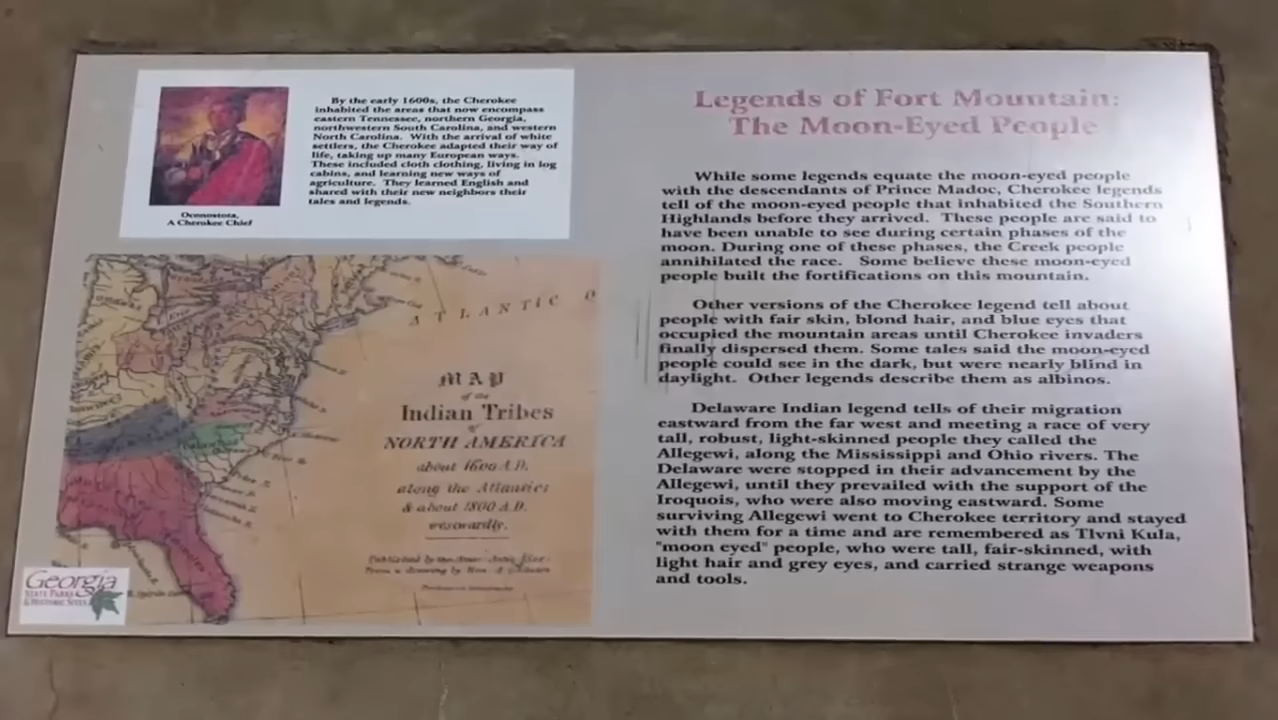 By the early 1600s, the Cherokee
inhabited the areas that now encompass
eastern Tennessee, northern Georgia,
northwestern South Carolina, and western
North Carolina. With the arrival of white
settlers, the Cherokee adapted their way of
life, taking up many European ways.
These included cloth clothing, living in log
cabins, and learning new ways of
agriculture. They learned English and
shared with their new neighbors their
tales and legends.
Oconostota,
A Cherokee Chief
ATLANTIC O
MAP
of the
Indian Tribes
of
NORTH AMERICA
about 1600 A.D.
along the Atlantic;
& about 1800 A.D.
westwardly.
Published by the Amer. Antiq. Soc.
From a drawing by Hon. A. Gallatin
Georgia
STATE PARKS
& HISTORIC SITES
Legends of Fort Mountain:
The Moon-Eyed People
While some legends equate the moon-eyed people
with the descendants of Prince Madoc, Cherokee legends
tell of the moon-eyed people that inhabited the Southern
Highlands before they arrived. These people are said to
have been unable to see during certain phases of the
moon. During one of these phases, the Creek people
annihilated the race. Some believe these moon-eyed
people built the fortifications on this mountain.
Other versions of the Cherokee legend tell about
people with fair skin, blond hair, and blue eyes that
occupied the mountain areas until Cherokee invaders
finally dispersed them. Some tales said the moon-eyed
people could see in the dark, but were nearly blind in
daylight. Other legends describe them as albinos.
Delaware Indian legend tells of their migration
eastward from the far west and meeting a race of very
tall, robust, light-skinned people they called the
Allegewi, along the Mississippi and Ohio rivers. The
Delaware were stopped in their advancement by the
Allegewi, until they prevailed with the support of the
Iroquois, who were also moving eastward. Some
surviving Allegewi went to Cherokee territory and stayed
with them for a time and are remembered as Tlvni Kula,
"moon eyed" people, who were tall, fair-skinned, with
light hair and grey eyes, and carried strange weapons
and tools.